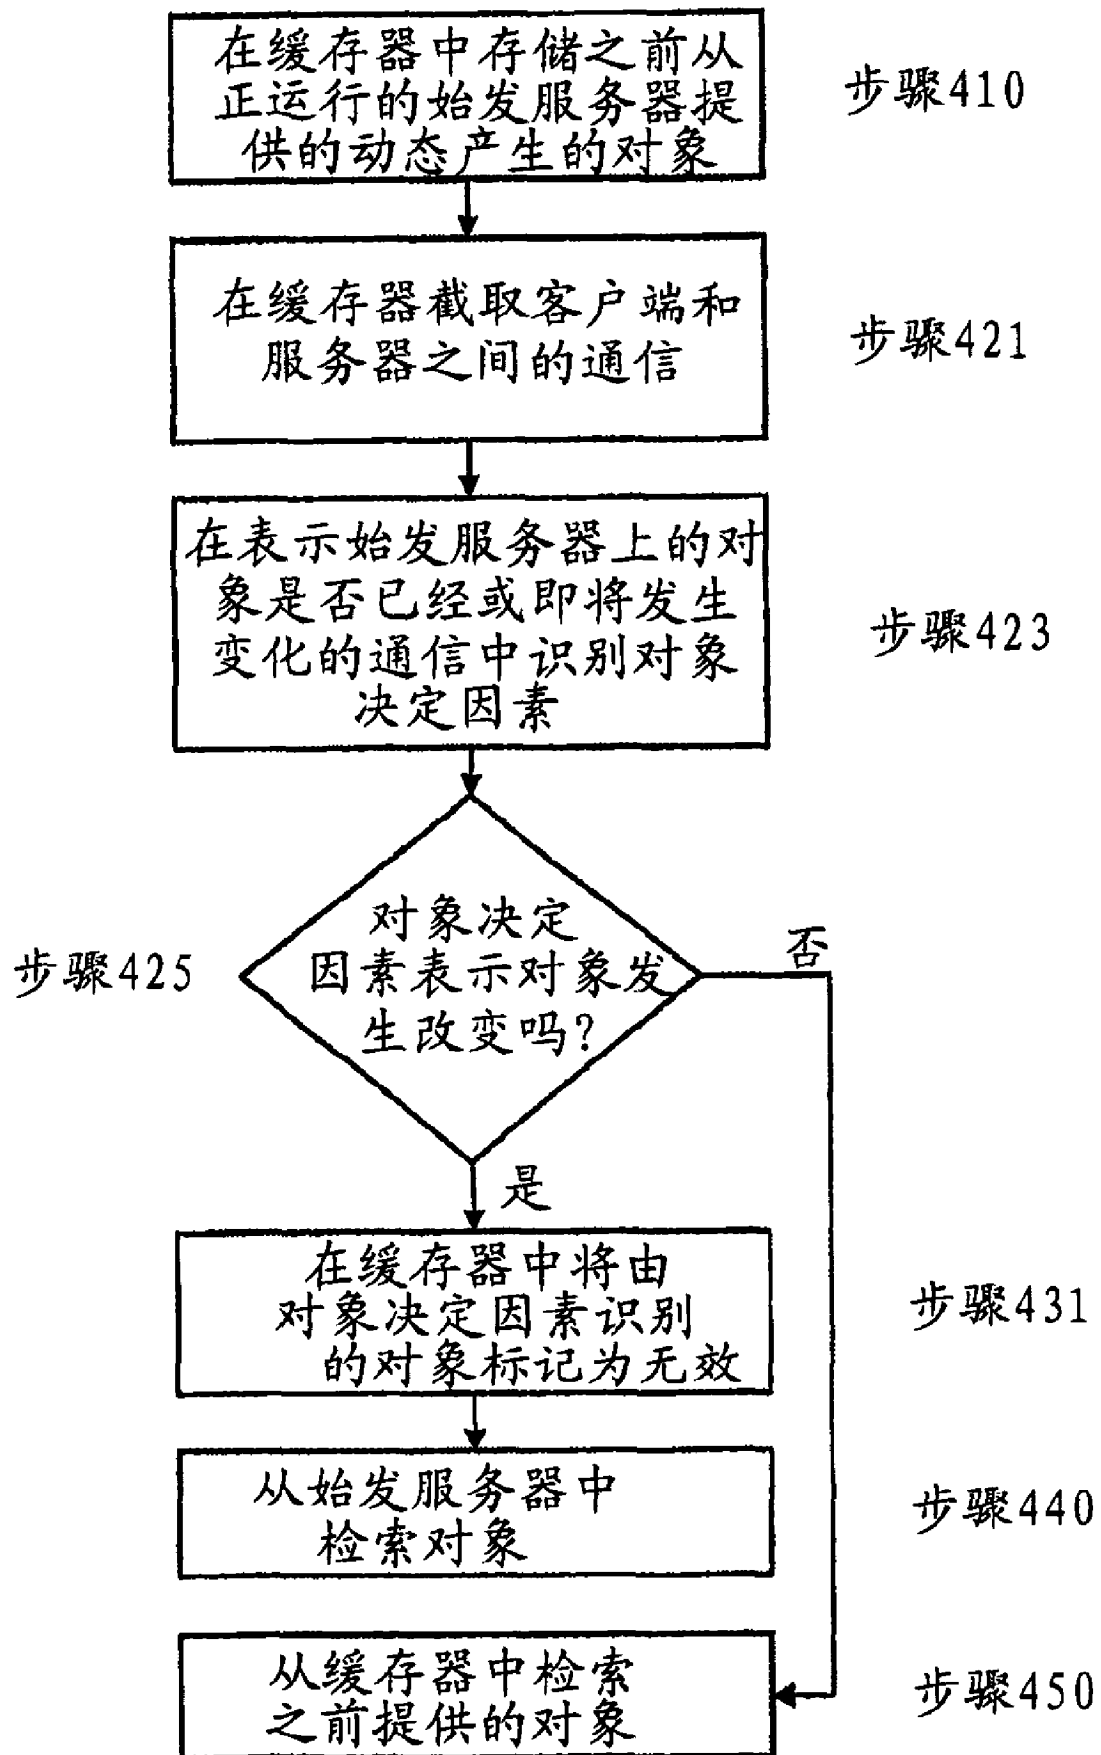 在缓存器中存储之前从
正运行的始发服务器提
供的动态产生的对象
步骤410
在缓存器截取客户端和
服务器之间的通信
步骤421
在表示始发服务器上的对
象是否已经或即将发生
变化的通信中识别对象
决定因素
步骤423
对象决定
因素表示对象发
生改变吗?
步骤425
否
是
在缓存器中将由
对象决定因素识别
的对象标记为无效
步骤431
从始发服务器中
检索对象
步骤440
从缓存器中检索
之前提供的对象
步骤450